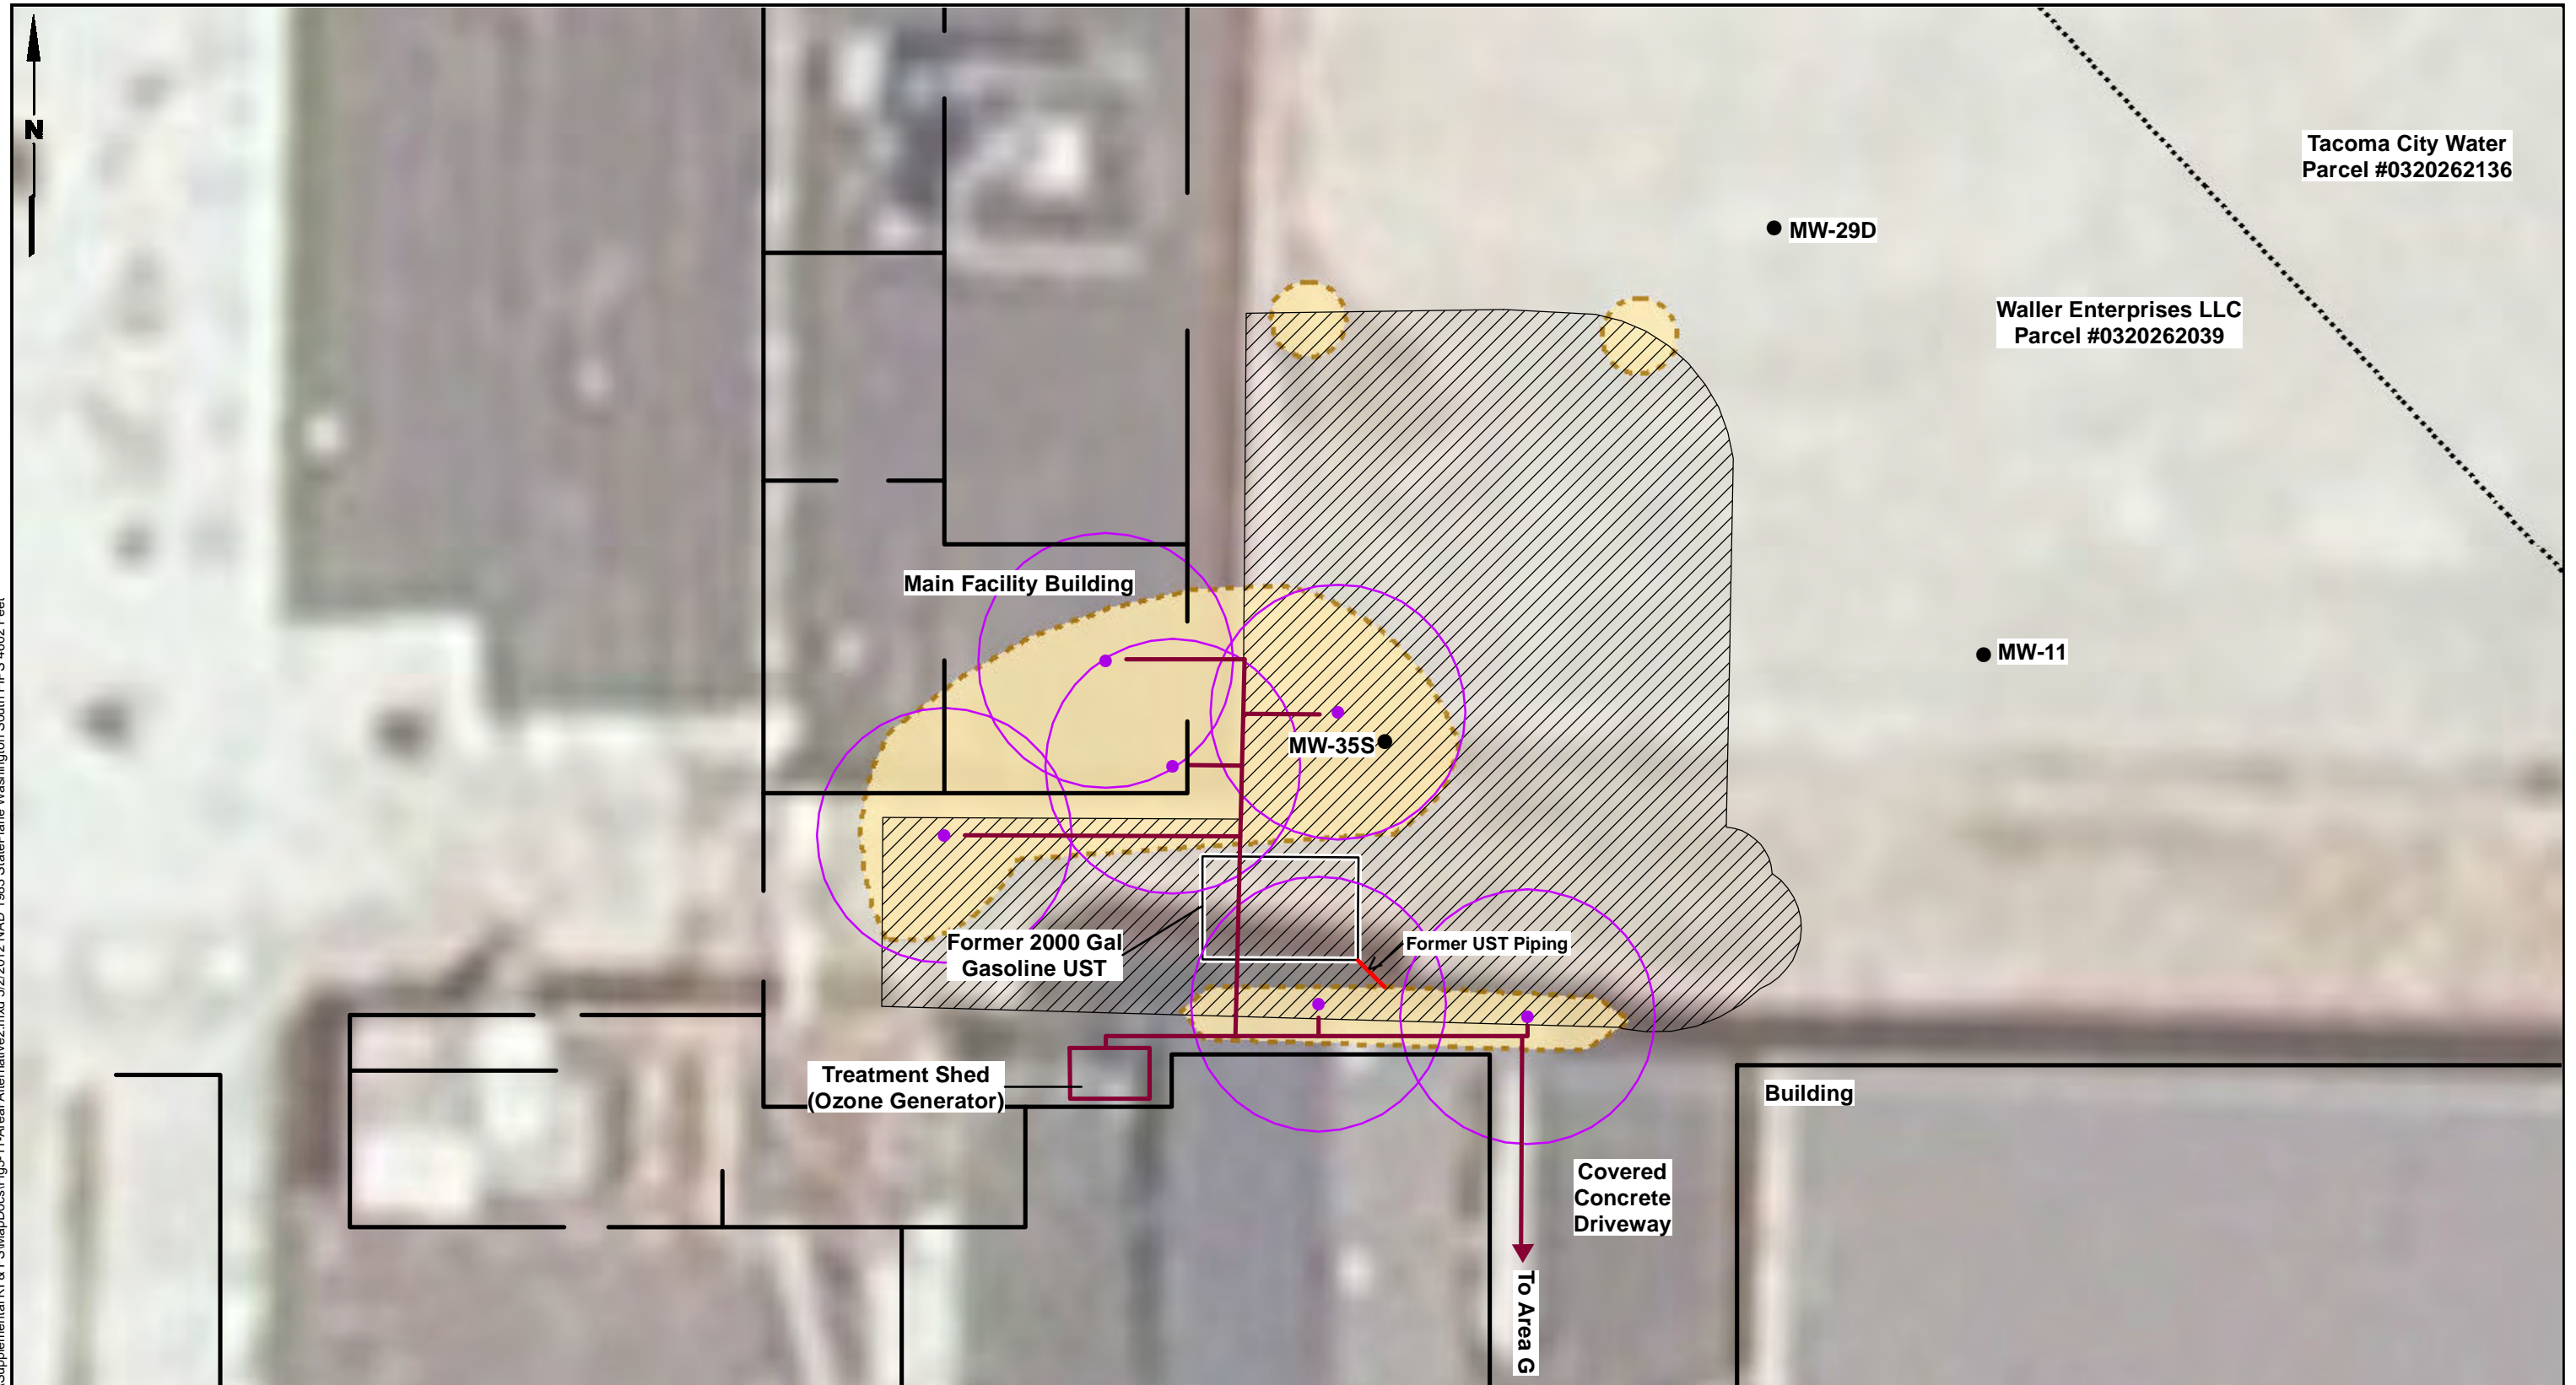 N
Tacoma City Water
Parcel #0320262136
MW-29D
Waller Enterprises LLC
Parcel #0320262039
Main Facility Building
MW-11
MW-35S
Former 2000 Gal
Gasoline UST
Former UST Piping
Treatment Shed
(Ozone Generator)
Building
Covered
Concrete
Driveway
To Area G